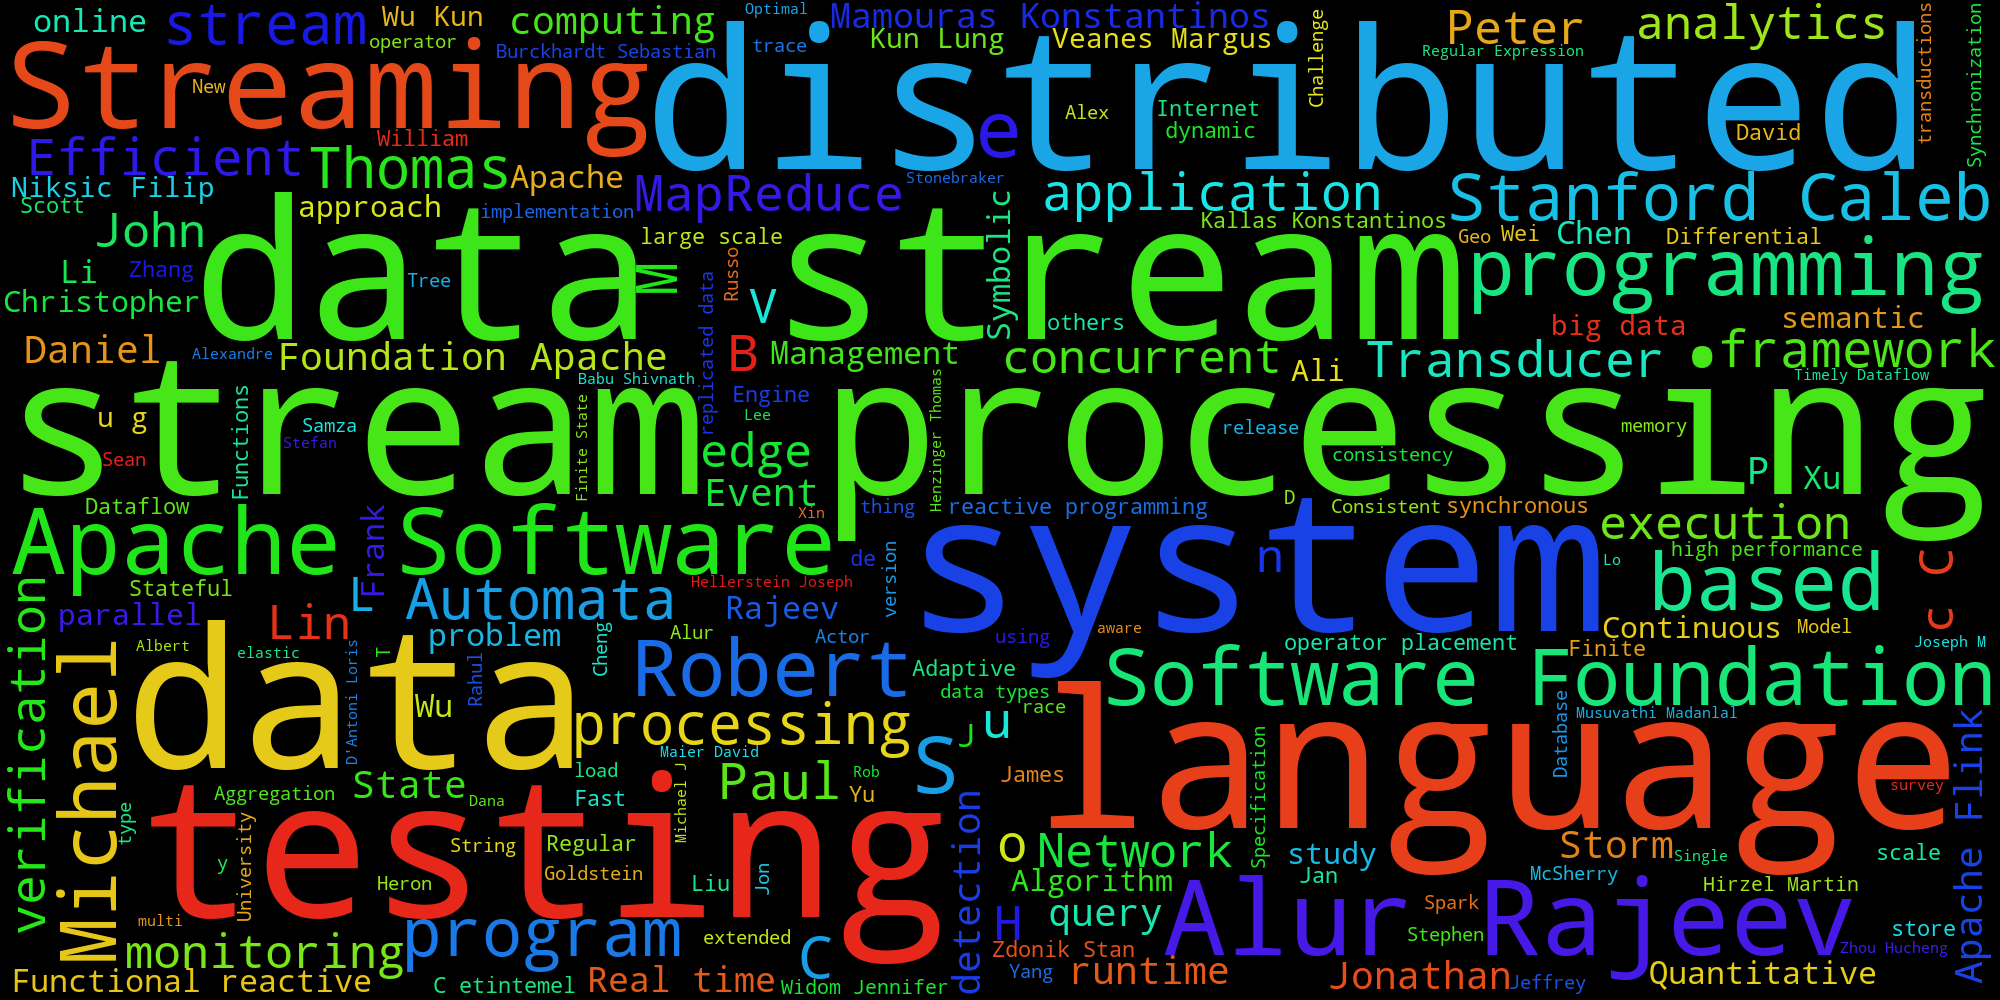 online
stream
Wu Kun
operator
computing
Burckhardt Sebastian
Optimal
trace
Mamouras Konstantinos
Kun Lung
Veanes Margus
Challenge
Peter
Regular Expression
analytics
transductions
Synchronization
Streaming
New
distributed
Alex
Internet
dynamic
David
e
William
Efficient
Thomas
Apache
MapReduce
Stonebraker
application
Stanford Caleb
Niksic Filip
Scott
approach
implementation
large scale
Symbolic
Kallas Konstantinos
Geo
Wei
Chen
Differential
John
data stream
Li
Zhang
Tree
M
Russo
replicated data
V
programming
Christopher
others
big data
semantic
Daniel
Alexandre
Foundation Apache
Babu Shivnath
B
Management
concurrent
Ali
Transducer
framework
Timely Dataflow
stream processing
u g
Functions
Samza
Stefan
Finite State
Engine
Lee
Henzinger Thomas
release
consistency
memory
Sean
edge
Event
P
Xu
Dataflow
Xin
thing
reactive programming
D
Consistent
synchronous
Apache Software
Frank
system
n
execution
de
version
Lo
high performance
verification
Stateful
Hellerstein Joseph
based
c C
parallel
Lin
L
Automata
Rajeev
problem
Cheng
Alur
Actor
using
aware
Continuous
Model
Michael
Albert
elastic
D'Antoni Loris
T
Rahul
Robert
Adaptive
operator placement
Finite
Joseph M
data
Wu
data types
race
Software Foundation
processing
J
u
language
Specification
Database
Musuvathi Madanlal
Apache Flink
Maier David
S
State
load
Michael J
Paul
Rob
James
survey
type
Aggregation
Dana
Fast
Yu
testing
University
String
Regular
detection
o
Network
study
Storm
Single
scale
y
Heron
Goldstein
Liu
Jon
Algorithm
Jan
McSherry
Hirzel Martin
multi
program
H
query
Alur Rajeev
Spark
Stephen
store
monitoring
extended
C
Zdonik Stan
Zhou Hucheng
Functional reactive
C etintemel
Real time
Widom Jennifer
Yang
runtime
Jonathan
Jeffrey
Quantitative